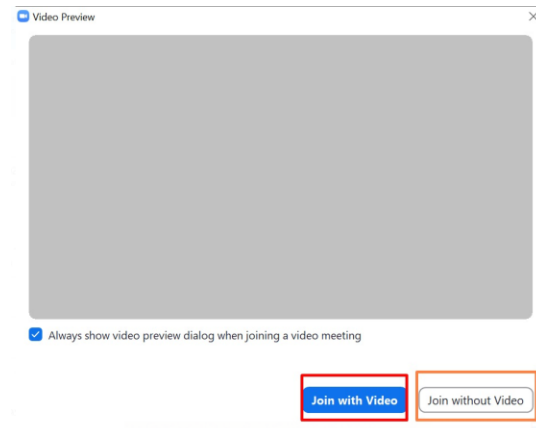 Video Preview
Always show video preview dialog when joining a video meeting
Join with Video
Join without Video